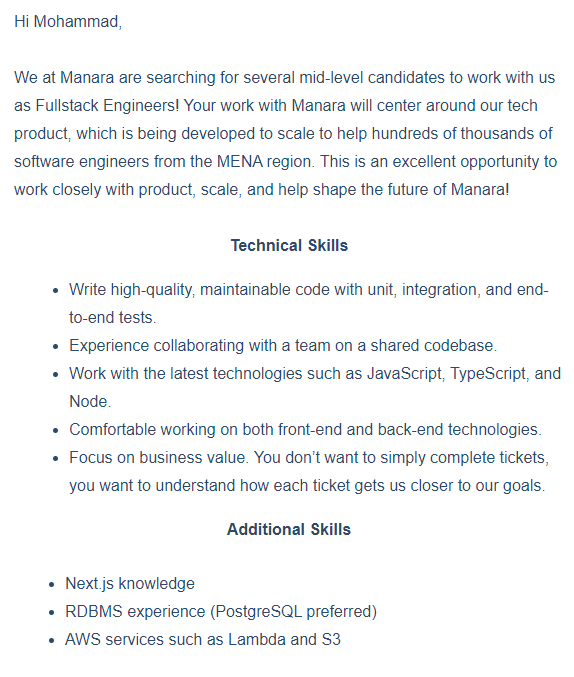 Hi Mohammad,
We at Manara are searching for several mid-level candidates to work with us
as Fullstack Engineers! Your work with Manara will center around our tech
product, which is being developed to scale to help hundreds of thousands of
software engineers from the MENA region. This is an excellent opportunity to
work closely with product, scale, and help shape the future of Manara!
Technical Skills
• Write high-quality, maintainable code with unit, integration, and end-
to-end tests.
• Experience collaborating with a team on a shared codebase.
• Work with the latest technologies such as JavaScript, TypeScript, and
Node.
• Comfortable working on both front-end and back-end technologies.
• Focus on business value. You don’t want to simply complete tickets,
you want to understand how each ticket gets us closer to our goals.
Additional Skills
• Next.js knowledge
• RDBMS experience (PostgreSQL preferred)
• AWS services such as Lambda and S3